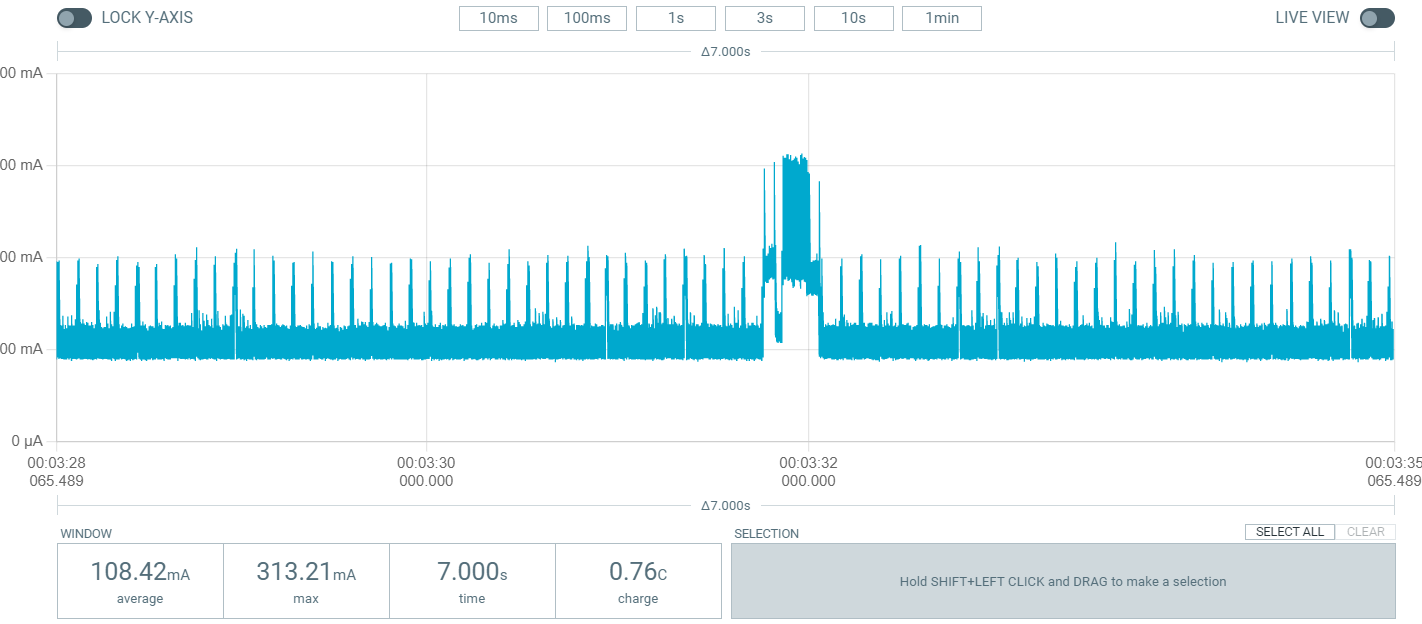 LOCK Y-AXIS 10ms 100ms 1s 3s 10s 1min LIVE VIEW
Δ7.000s
00 mA
00 mA
00 mA
00 mA
0 µA
00:03:28 00:03:30 00:03:32 00:03:35
065.489 000.000 000.000 065.489
Δ7.000s
WINDOW
108.42mA 313.21mA 7.000s 0.76C
average max time charge
SELECTION SELECT ALL CLEAR
Hold SHIFT+LEFT CLICK and DRAG to make a selection